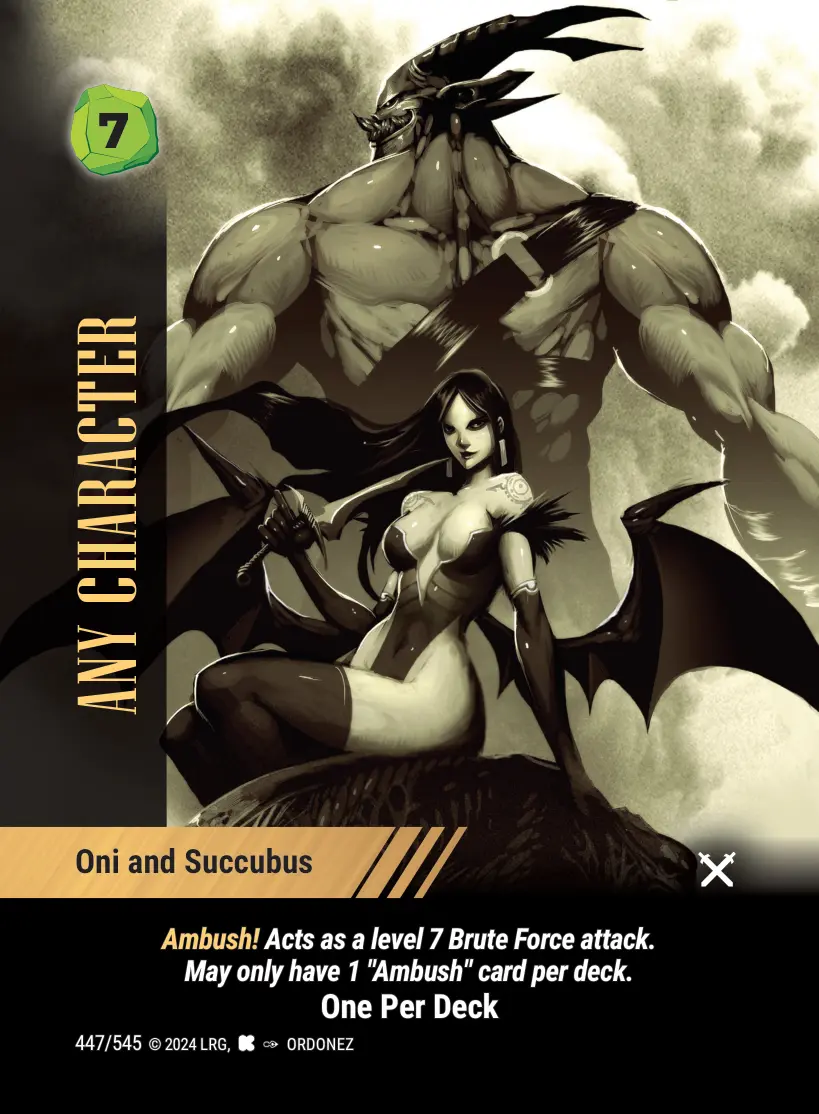 7
ANY CHARACTER
Oni and Succubus
Ambush! Acts as a level 7 Brute Force attack.
May only have 1 "Ambush" card per deck.
One Per Deck
447/545 © 2024 LRG, ORDONEZ